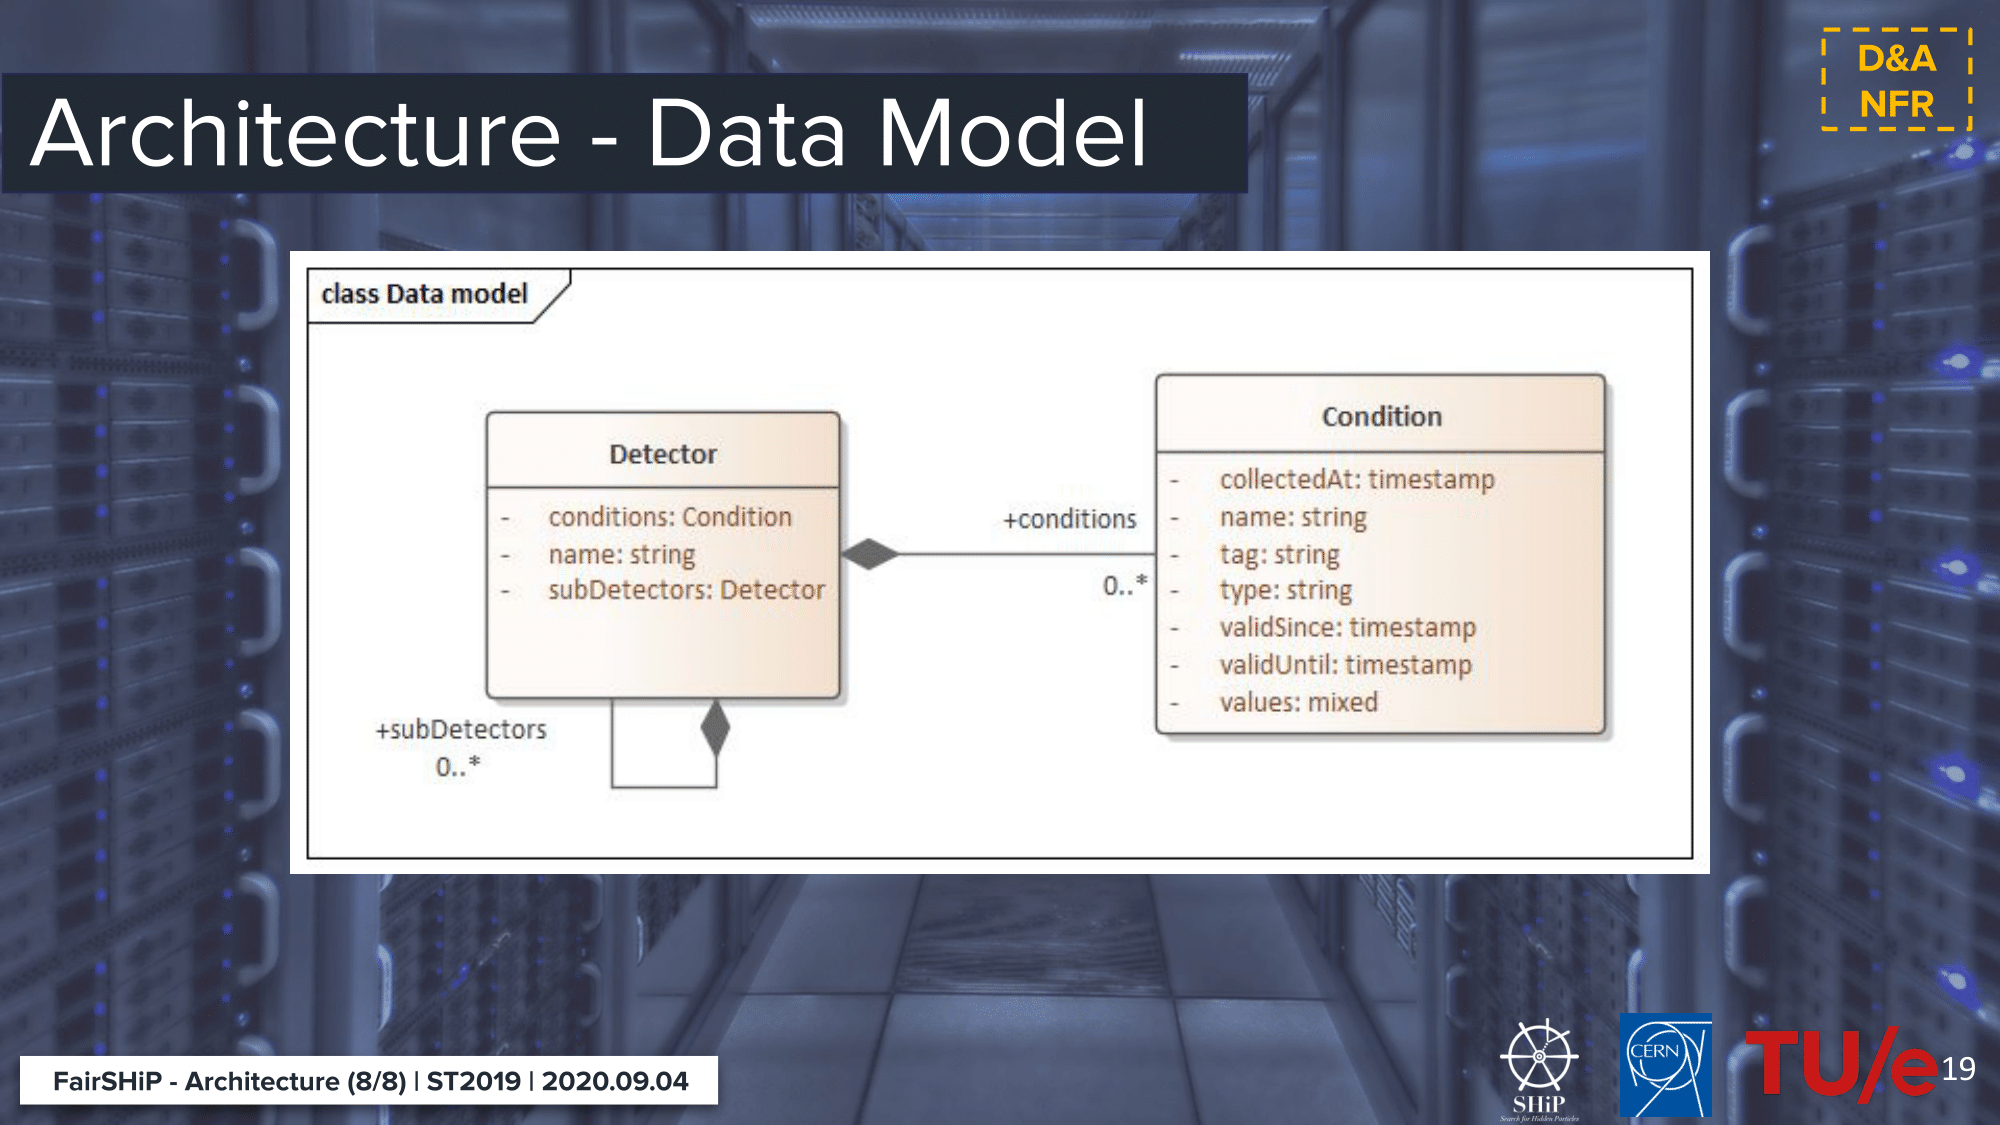 D&A
NFR
Architecture - Data Model
class Data model
Detector
- conditions: Condition
- name: string
- subDetectors: Detector
+conditions
0..*
+subDetectors
0..*
Condition
- collectedAt: timestamp
- name: string
- tag: string
- type: string
- validSince: timestamp
- validUntil: timestamp
- values: mixed
FairSHiP - Architecture (8/8) | ST2019 | 2020.09.04
SHiP
Search for Hidden Particles
CERN
TU/e
19